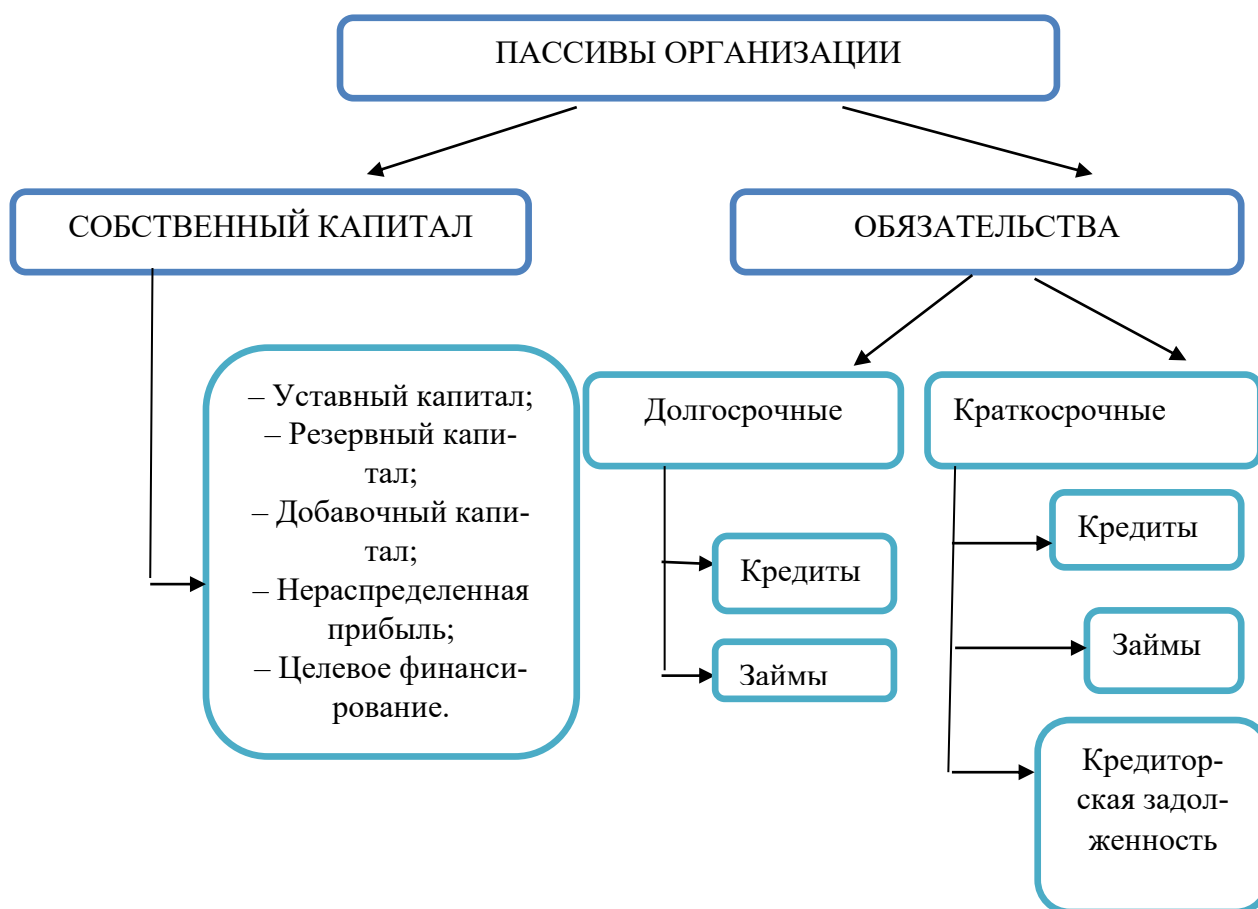 ПАССИВЫ ОРГАНИЗАЦИИ
СОБСТВЕННЫЙ КАПИТАЛ
ОБЯЗАТЕЛЬСТВА
– Уставный капитал;
– Резервный капи-
тал;
– Добавочный капи-
тал;
– Нераспределенная
прибыль;
– Целевое финанси-
рование.
Долгосрочные
Кредиты
Займы
Краткосрочные
Кредиты
Займы
Кредитор-
ская задол-
женность